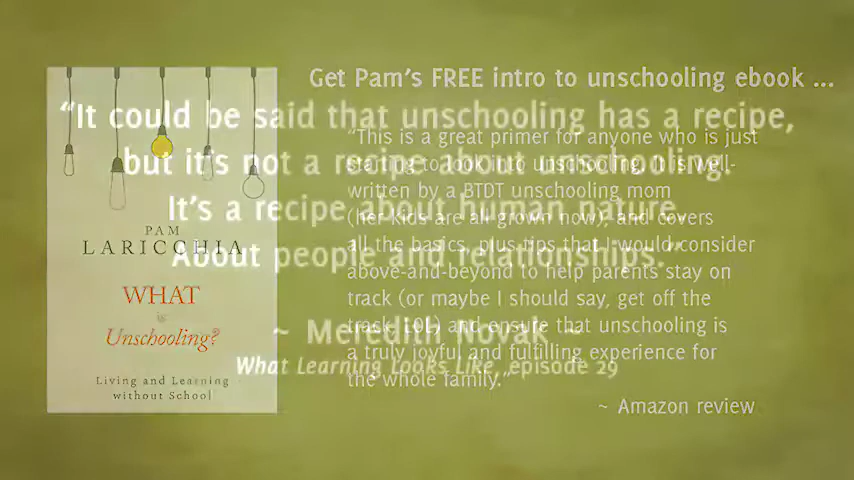 Get Pam's FREE intro to unschooling ebook ...
"It could be said that unschooling has a recipe,
but it's not a recipe about unschooling.
It's a recipe about human nature.
About people and relationships."
~ Meredith Novak ~
What Learning Looks Like, episode 29
"This is a great primer for anyone who is just
starting to look into unschooling. It is well-
written by a BTDT unschooling mom
(her kids are all grown now), and covers
all the basics, plus tips that I would consider
above-and-beyond to help parents stay on
track (or maybe I should say, get off the
track, LOL) and ensure that unschooling is
a truly joyful and fulfilling experience for
the whole family."
~ Amazon review
PAM
LARICCHIA
WHAT
is
Unschooling?
Living and Learning
without School